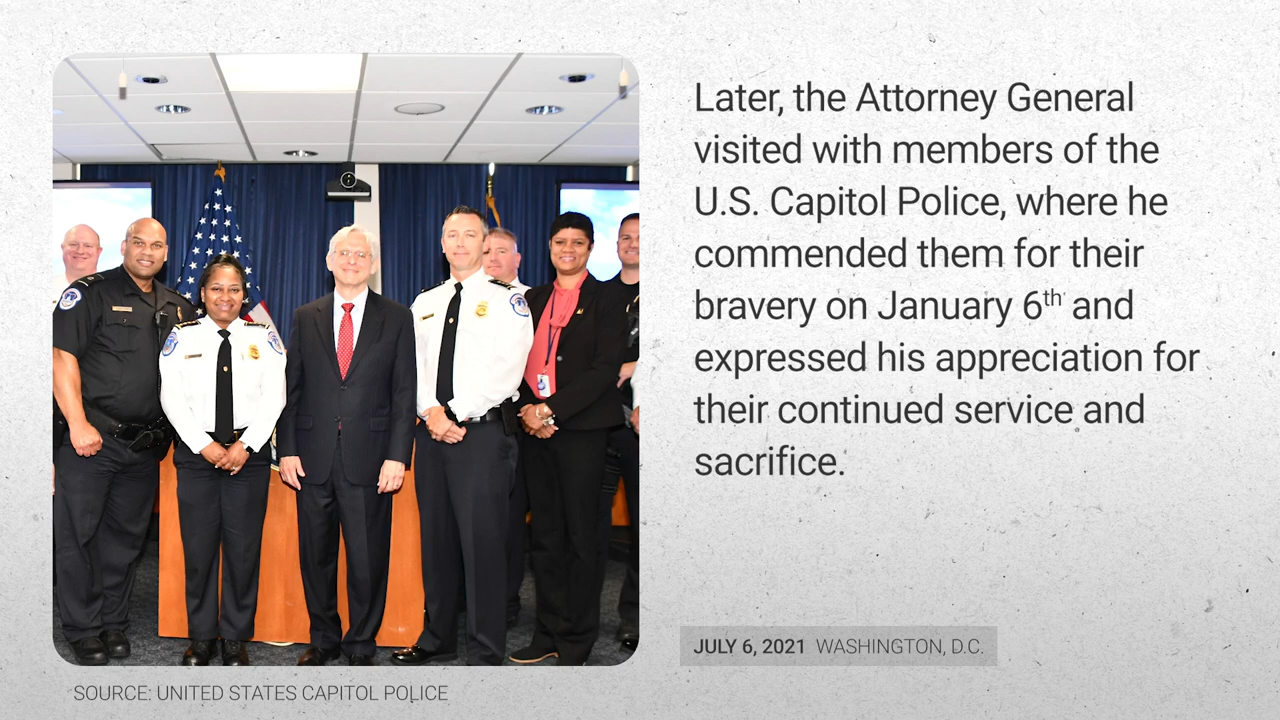 Later, the Attorney General
visited with members of the
U.S. Capitol Police, where he
commended them for their
bravery on January 6th and
expressed his appreciation for
their continued service and
sacrifice.
JULY 6, 2021 WASHINGTON, D.C.
SOURCE: UNITED STATES CAPITOL POLICE